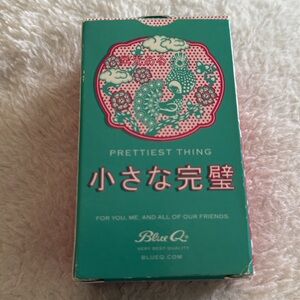 PRETTIEST THING
小さな完璧
FOR YOU, ME, AND ALL OF OUR FRIENDS
Blue Q®
VERY BEST QUALITY
BLUEQ.COM